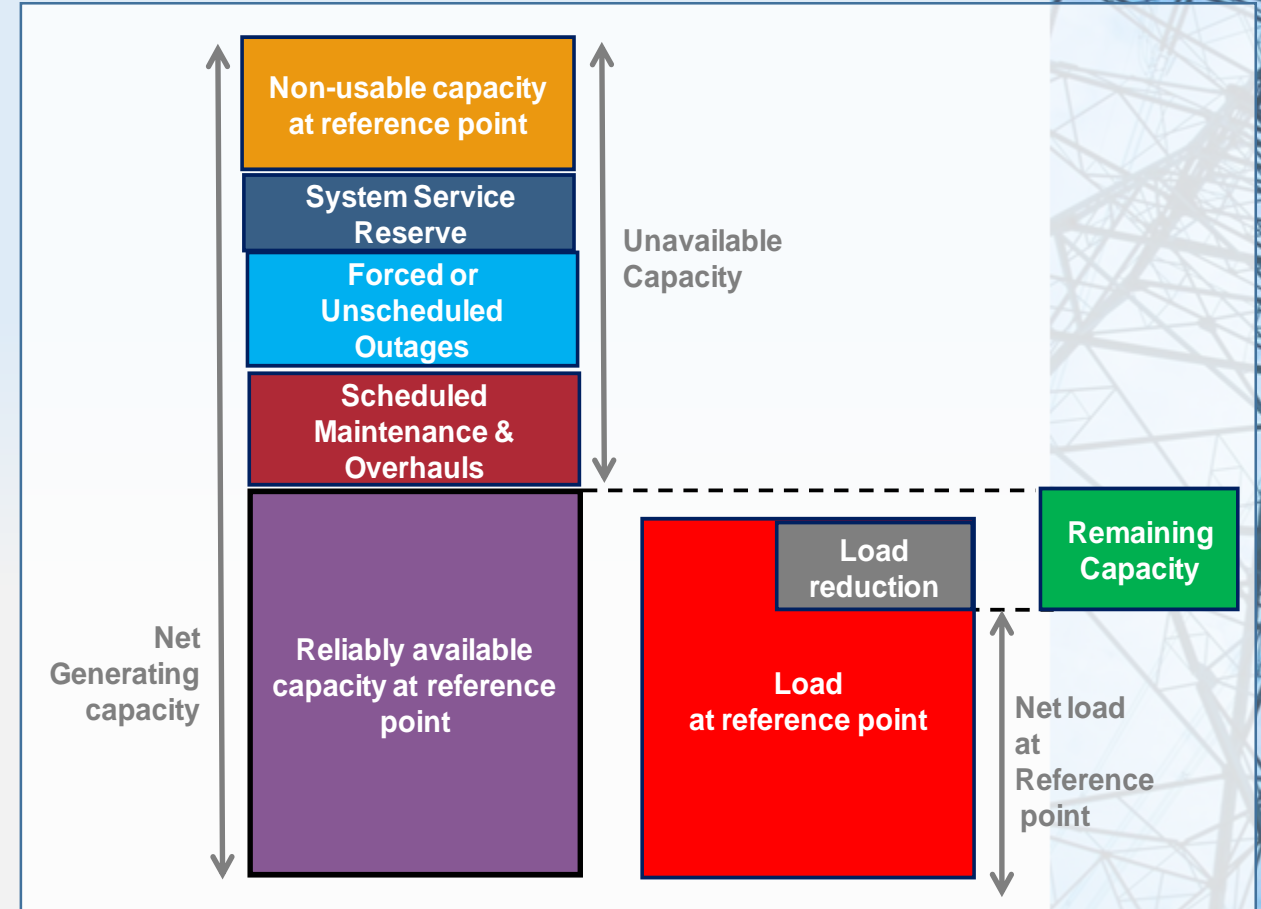 Non-usable capacity
at reference point
System Service
Reserve
Forced or
Unscheduled
Outages
Scheduled
Maintenance &
Overhauls
Unavailable
Capacity
Net
Generating
capacity
Reliably available
capacity at reference
point
Load
reduction
Load
at reference point
Remaining
Capacity
Net load
at
Reference
point